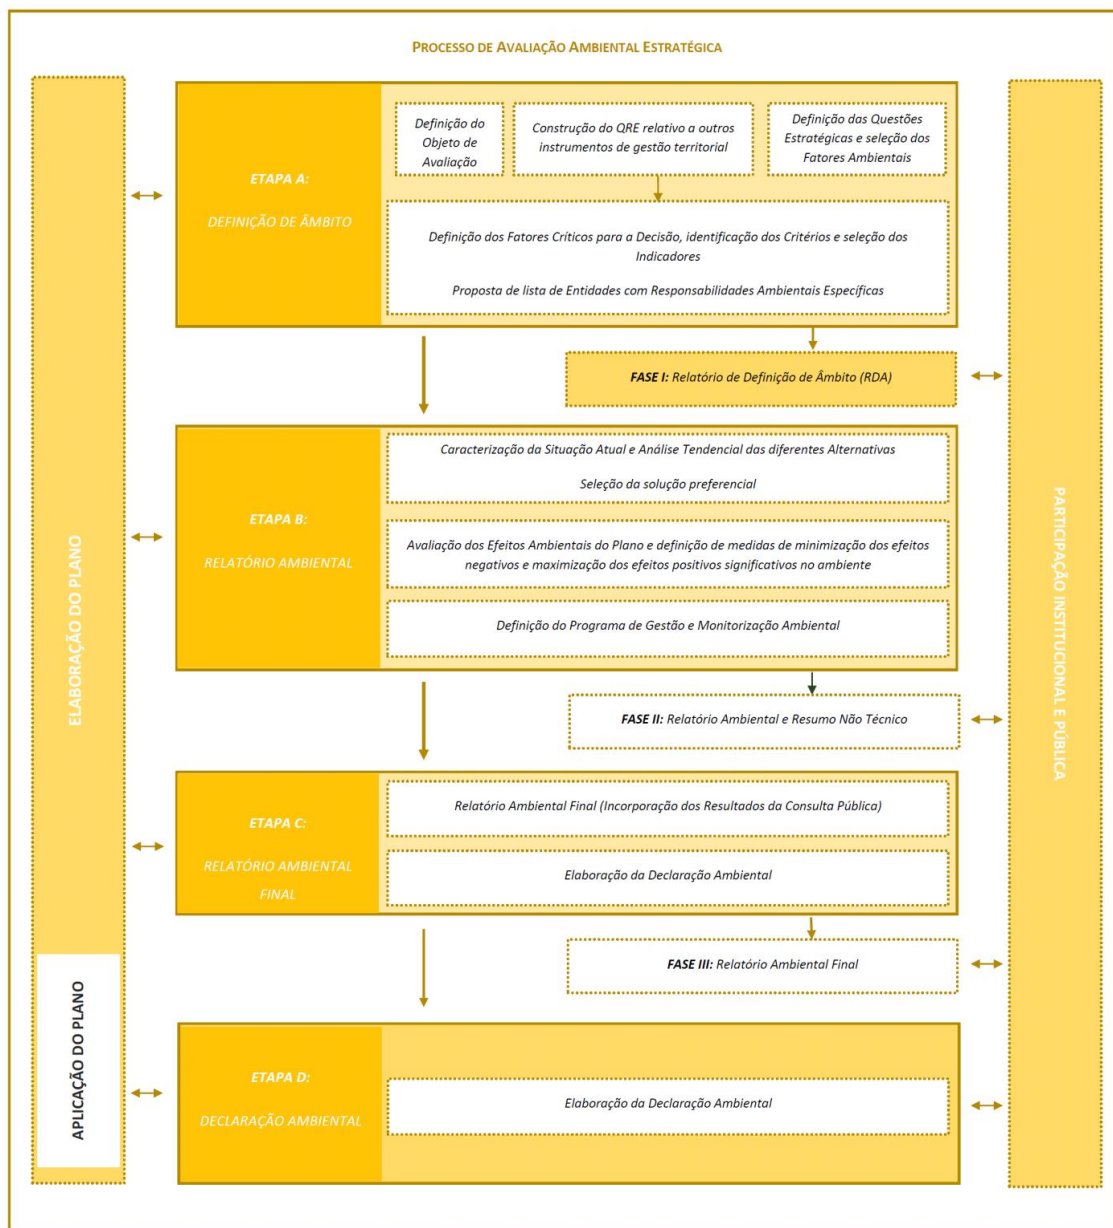 PROCESSO DE AVALIAÇÃO AMBIENTAL ESTRATÉGICA
ELABORAÇÃO DO PLANO
APLICAÇÃO DO PLANO
ETAPA A:
DEFINIÇÃO DE ÂMBITO
Definição do
Objeto de
Avaliação
Construção do QRE relativo a outros
instrumentos de gestão territorial
Definição das Questões
Estratégicas e seleção dos
Fatores Ambientais
Definição dos Fatores Críticos para a Decisão, identificação dos Critérios e seleção dos
Indicadores
Proposta de lista de Entidades com Responsabilidades Ambientais Específicas
FASE I: Relatório de Definição de Âmbito (RDA)
ETAPA B:
RELATÓRIO AMBIENTAL
Caracterização da Situação Atual e Análise Tendencial das diferentes Alternativas
Seleção da solução preferencial
Avaliação dos Efeitos Ambientais do Plano e definição de medidas de minimização dos efeitos
negativos e maximização dos efeitos positivos significativos no ambiente
Definição do Programa de Gestão e Monitorização Ambiental
FASE II: Relatório Ambiental e Resumo Não Técnico
ETAPA C:
RELATÓRIO AMBIENTAL
FINAL
Relatório Ambiental Final (Incorporação dos Resultados da Consulta Pública)
Elaboração da Declaração Ambiental
FASE III: Relatório Ambiental Final
ETAPA D:
DECLARAÇÃO AMBIENTAL
Elaboração da Declaração Ambiental
PARTICIPAÇÃO INSTITUCIONAL E PÚBLICA